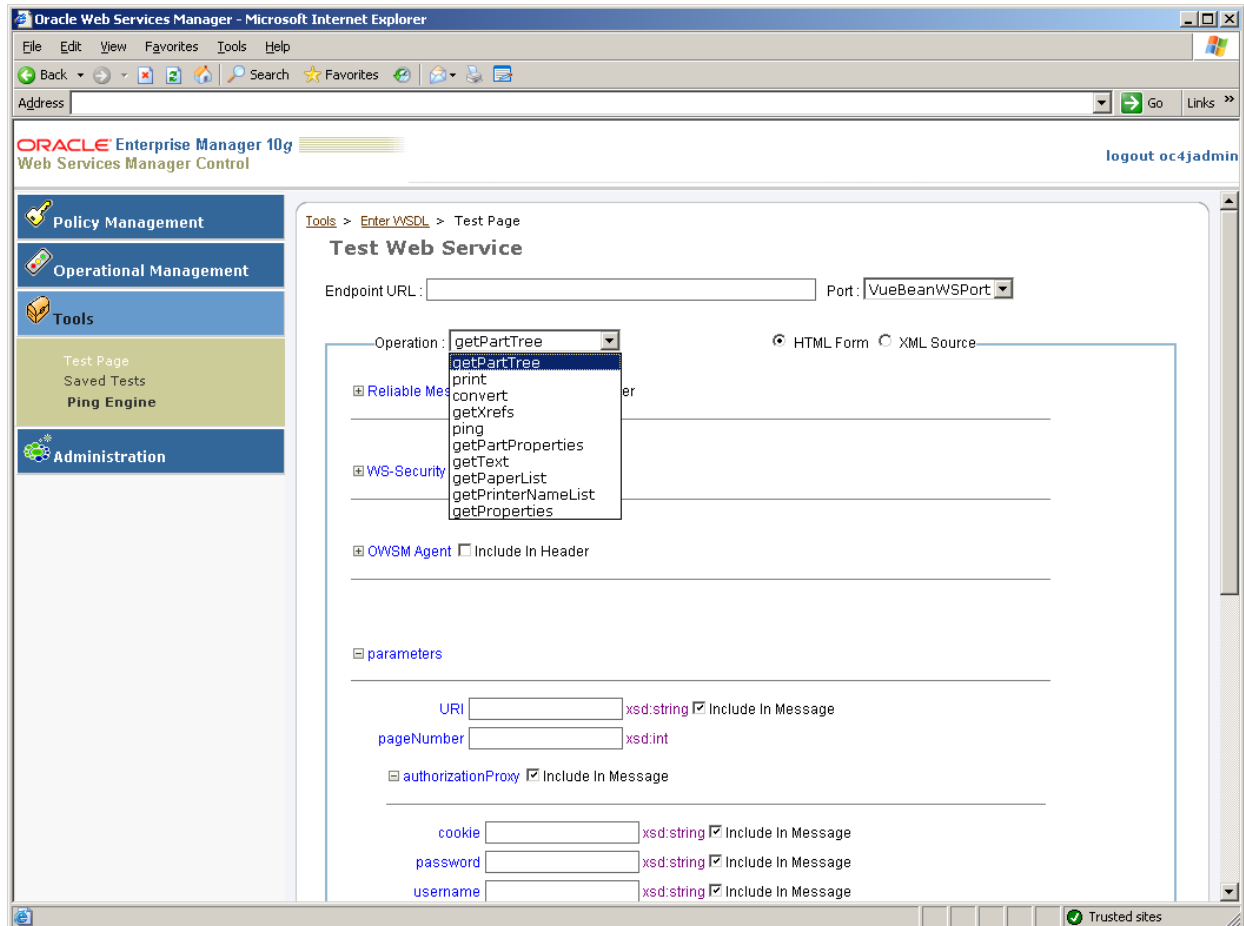 Oracle Web Services Manager - Microsoft Internet Explorer
File Edit View Favorites Tools Help
Back Search Favorites
Address Go Links »
ORACLE Enterprise Manager 10g
Web Services Manager Control
logout oc4jadmin
Policy Management
Operational Management
Tools
Test Page
Saved Tests
Ping Engine
Administration
Tools > Enter WSDL > Test Page
Test Web Service
Endpoint URL : Port : VueBeanWSPort
Operation : getPartTree HTML Form XML Source
getPartTree
print
convert
getXrefs
ping
getPartProperties
getText
getPaperList
getPrinterNameList
getProperties
Reliable Mes er
WS-Security
OWSM Agent Include In Header
parameters
URI xsd:string Include In Message
pageNumber xsd:int
authorizationProxy Include In Message
cookie xsd:string Include In Message
password xsd:string Include In Message
username xsd:string Include In Message
Trusted sites